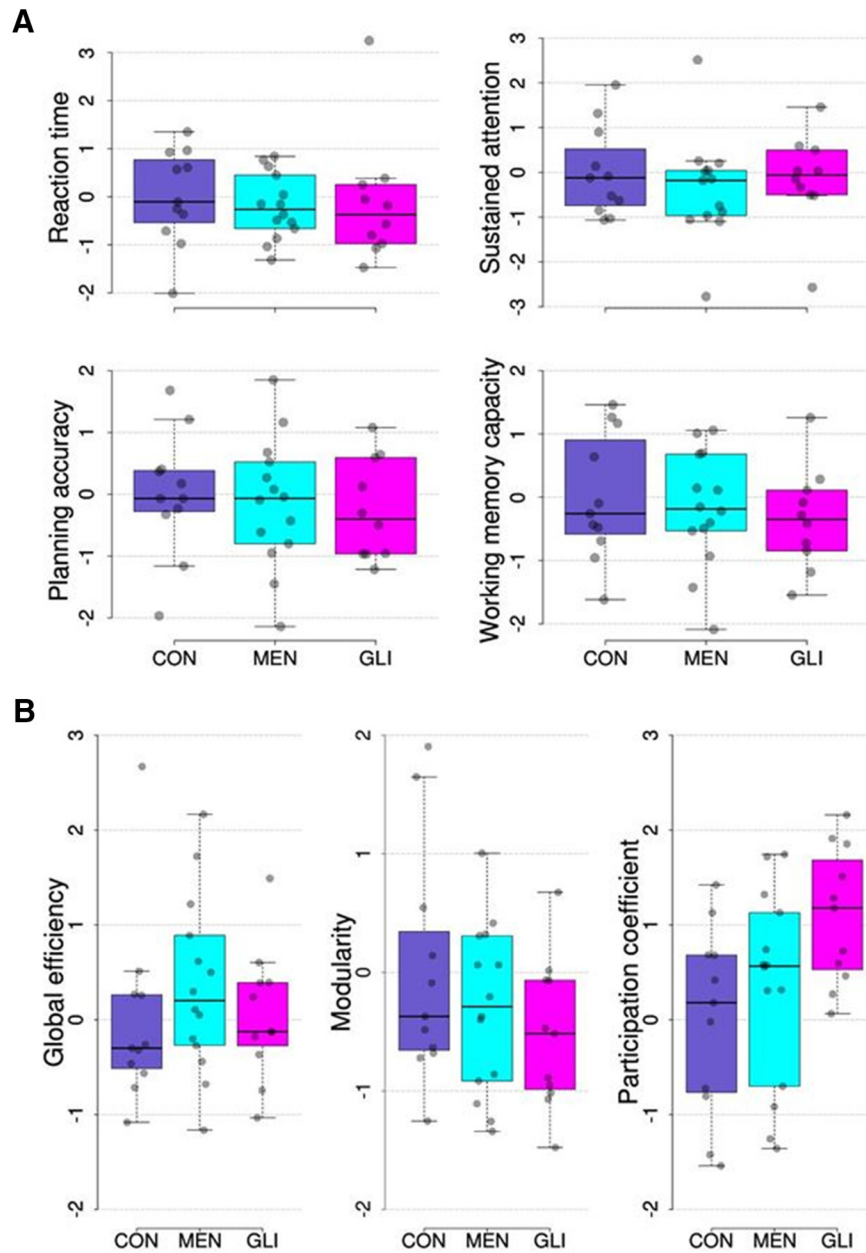 A
Reaction time
3
2
1
0
-1
-2
Sustained attention
3
2
1
0
-1
-2
-3
Planning accuracy
2
1
0
-1
-2
CON MEN GLI
Working memory capacity
2
1
0
-1
-2
CON MEN GLI
B
Global efficiency
3
2
1
0
-1
-2
CON MEN GLI
Modularity
2
1
0
-1
-2
CON MEN GLI
Participation coefficient
3
2
1
0
-1
-2
CON MEN GLI